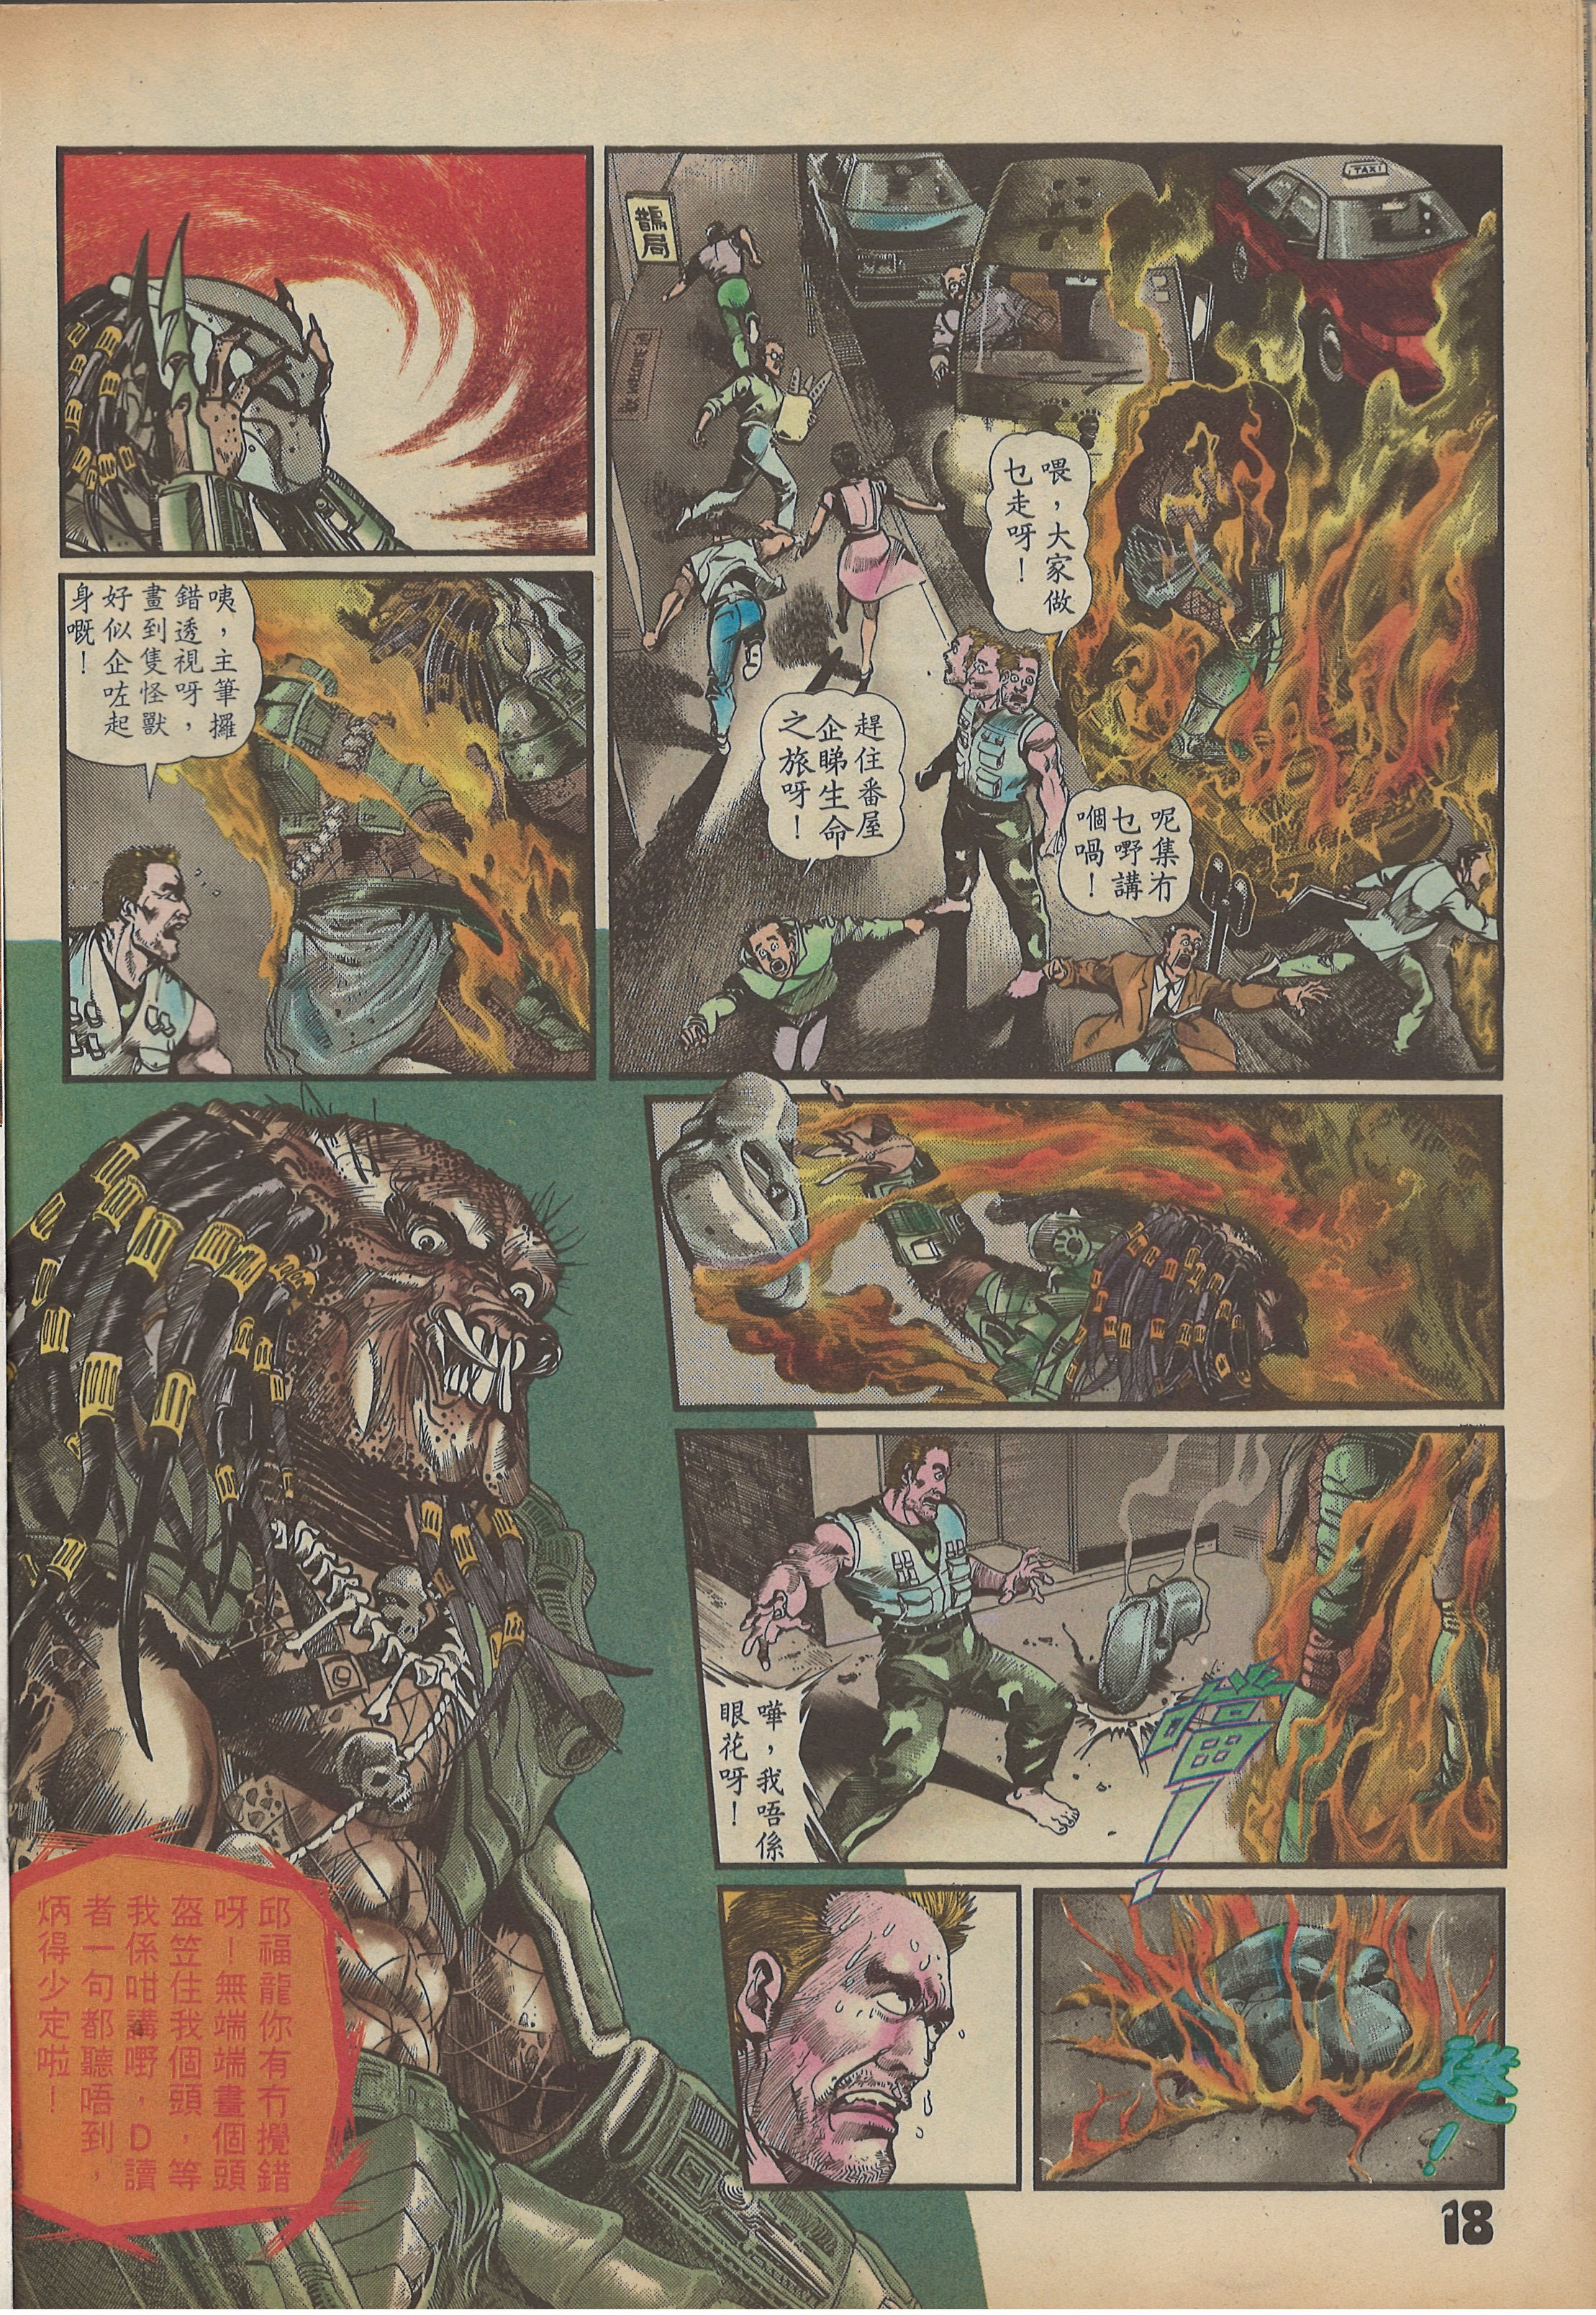 TAXI
鵲局
喂，大家做
乜走呀！
趕住番屋
企睇生命
之旅呀！
呢集冇
乜嘢講
嗰喎！
咦，主筆攞
錯透視呀，
畫到隻怪獸
好似企咗起
身嘅！
嘩，我唔係
眼花呀！
噹！
邱福龍你有冇攪錯
呀！無端端畫個頭
盔笠住我個頭，等
我係咁講嘢，D讀
者一句都聽唔到，
炳得少定啦！
18